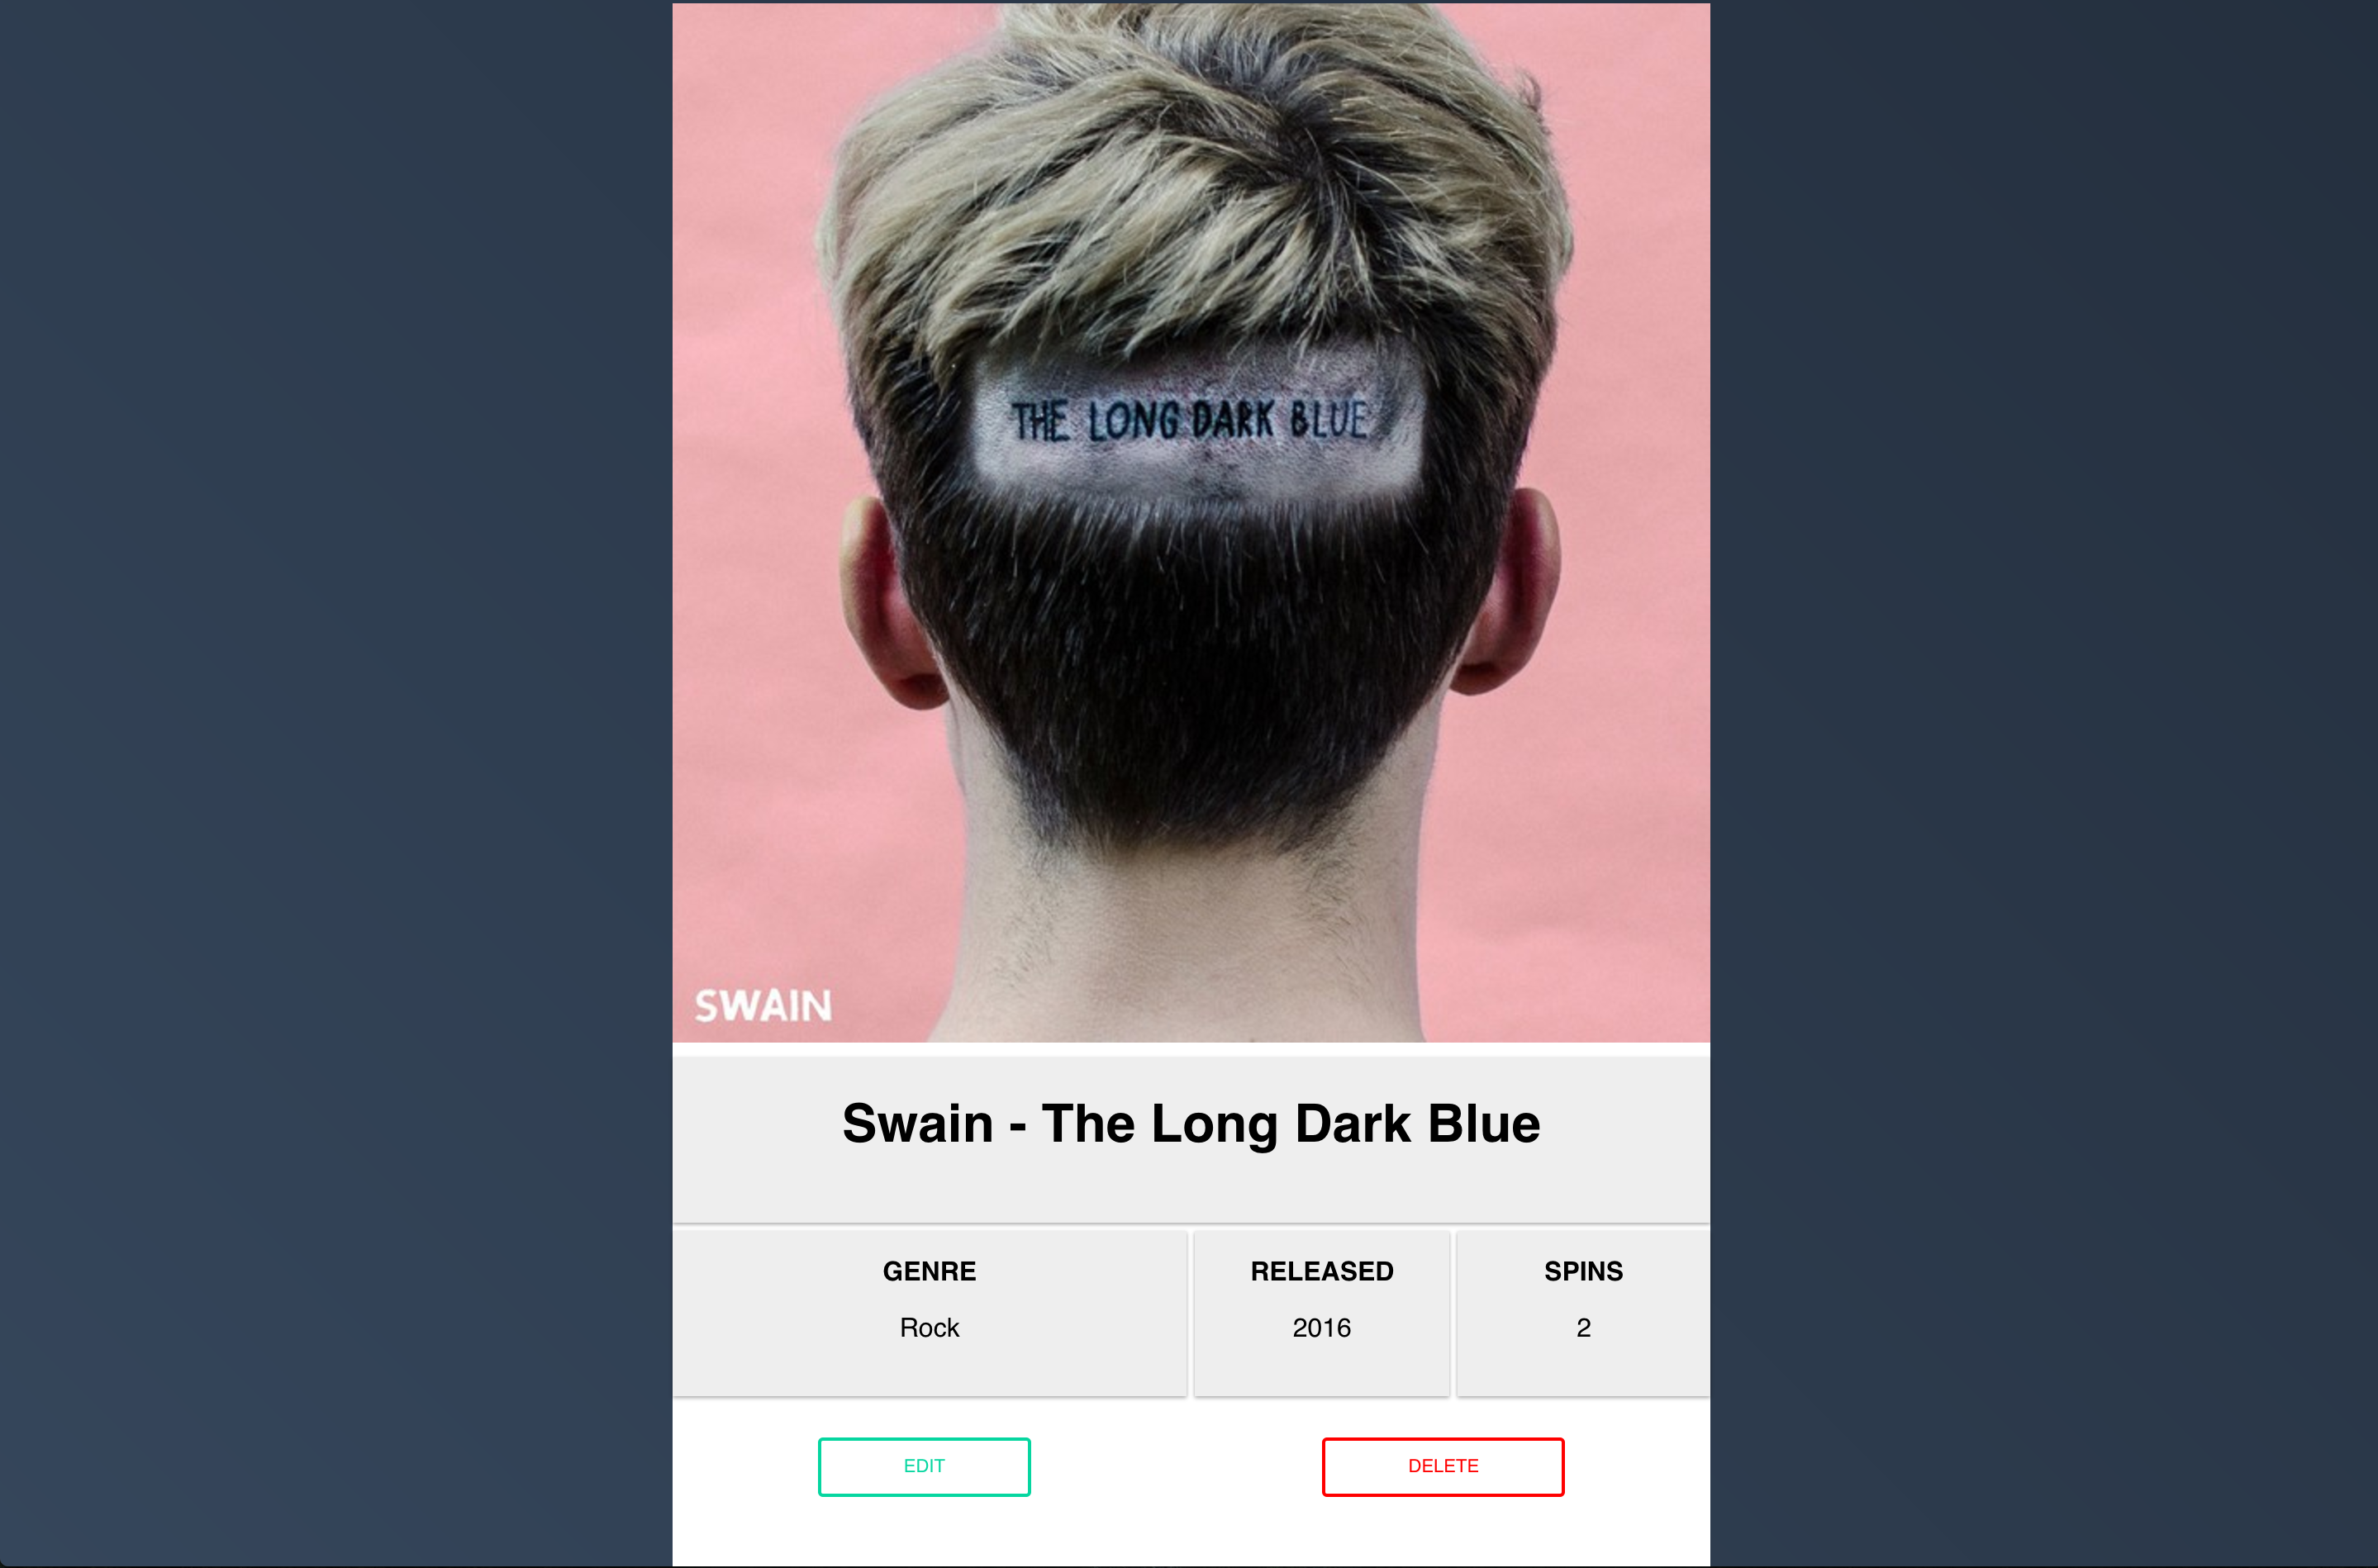 THE LONG DARK BLUE
SWAIN
Swain - The Long Dark Blue
GENRE
Rock
RELEASED
2016
SPINS
2
EDIT
DELETE